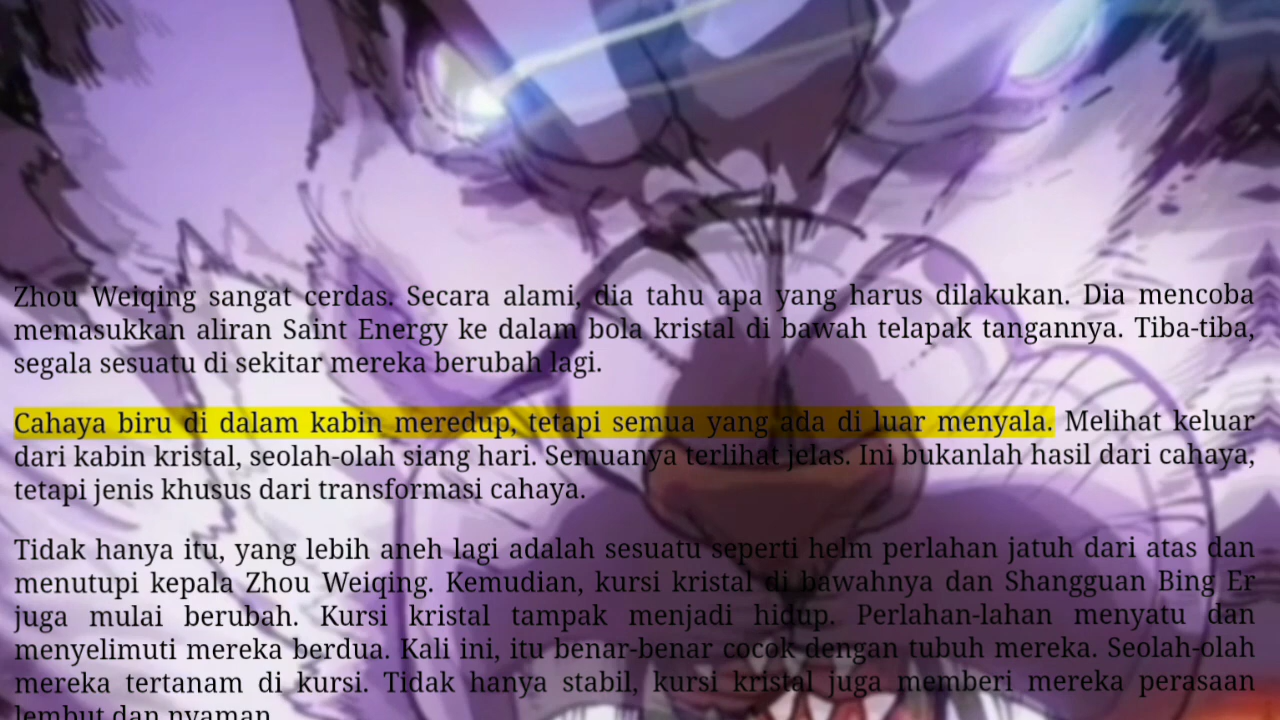 Zhou Weiqing sangat cerdas. Secara alami, dia tahu apa yang harus dilakukan. Dia mencoba
memasukkan aliran Saint Energy ke dalam bola kristal di bawah telapak tangannya. Tiba-tiba,
segala sesuatu di sekitar mereka berubah lagi.
Cahaya biru di dalam kabin meredup, tetapi semua yang ada di luar menyala. Melihat keluar
dari kabin kristal, seolah-olah siang hari. Semuanya terlihat jelas. Ini bukanlah hasil dari cahaya,
tetapi jenis khusus dari transformasi cahaya.
Tidak hanya itu, yang lebih aneh lagi adalah sesuatu seperti helm perlahan jatuh dari atas dan
menutupi kepala Zhou Weiqing. Kemudian, kursi kristal di bawahnya dan Shangguan Bing Er
juga mulai berubah. Kursi kristal tampak menjadi hidup. Perlahan-lahan menyatu dan
menyelimuti mereka berdua. Kali ini, itu benar-benar cocok dengan tubuh mereka. Seolah-olah
mereka tertanam di kursi. Tidak hanya stabil, kursi kristal juga memberi mereka perasaan
lembut dan nyaman.